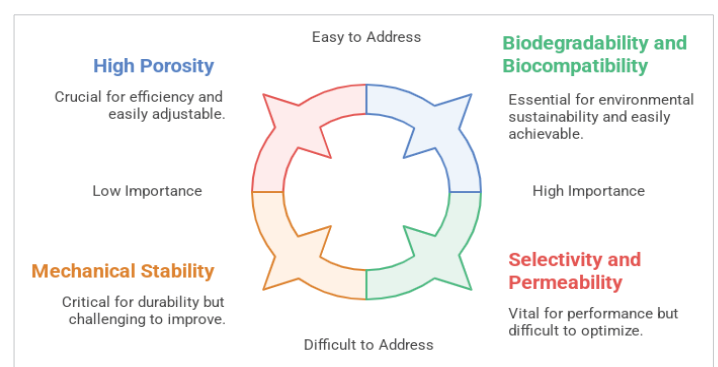 Easy to Address
High Porosity
Crucial for efficiency and
easily adjustable.
Biodegradability and
Biocompatibility
Essential for environmental
sustainability and easily
achievable.
Low Importance
High Importance
Mechanical Stability
Critical for durability but
challenging to improve.
Selectivity and
Permeability
Vital for performance but
difficult to optimize.
Difficult to Address